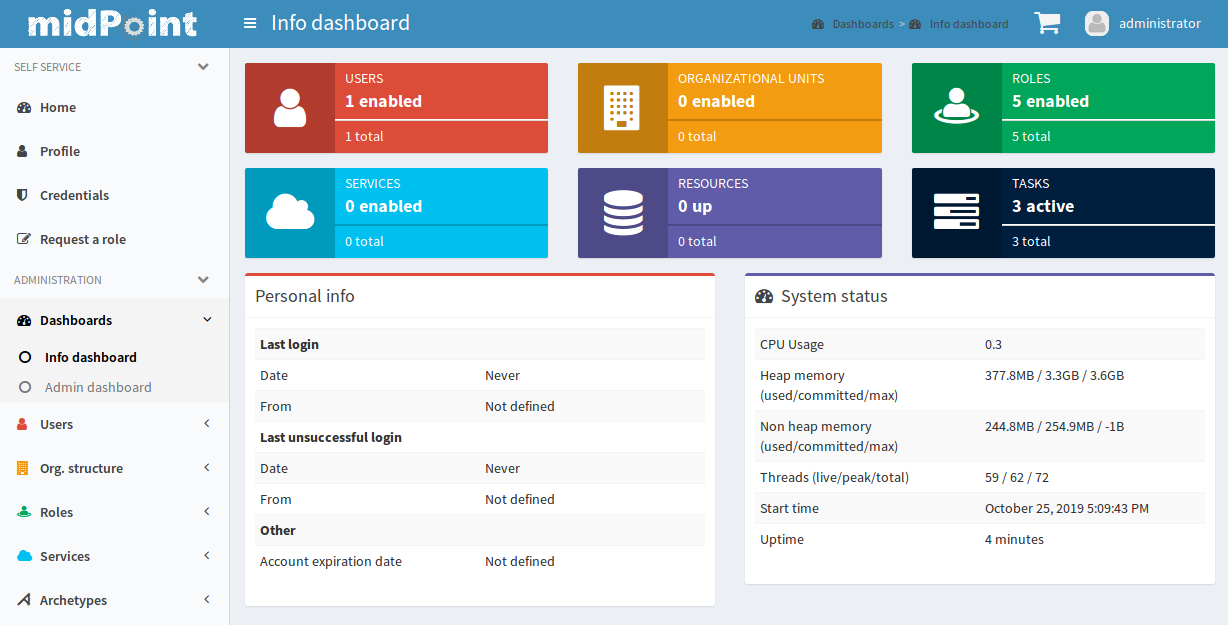 midPoint
Info dashboard
Dashboards > Info dashboard
administrator
SELF SERVICE
Home
Profile
Credentials
Request a role
ADMINISTRATION
Dashboards
Info dashboard
Admin dashboard
Users
Org. structure
Roles
Services
Archetypes
USERS
1 enabled
1 total
ORGANIZATIONAL UNITS
0 enabled
0 total
ROLES
5 enabled
5 total
SERVICES
0 enabled
0 total
RESOURCES
0 up
0 total
TASKS
3 active
3 total
Personal info
Last login
Date Never
From Not defined
Last unsuccessful login
Date Never
From Not defined
Other
Account expiration date Not defined
System status
CPU Usage 0.3
Heap memory 377.8MB / 3.3GB / 3.6GB
(used/committed/max)
Non heap memory 244.8MB / 254.9MB / -1B
(used/committed/max)
Threads (live/peak/total) 59 / 62 / 72
Start time October 25, 2019 5:09:43 PM
Uptime 4 minutes